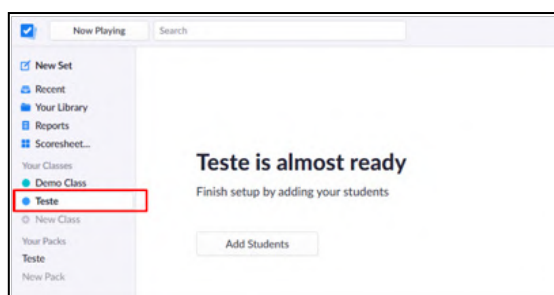 Now Playing
Search
New Set
Recent
Your Library
Reports
Scoresheet...
Your Classes
Demo Class
Teste
New Class
Your Packs
Teste
New Pack
Teste is almost ready
Finish setup by adding your students
Add Students